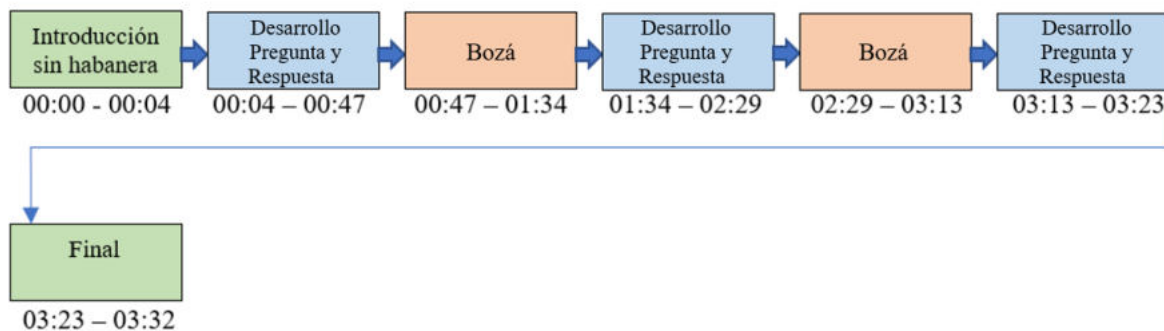 Introducción
sin habanera
00:00 - 00:04
Desarrollo
Pregunta y
Respuesta
00:04 – 00:47
Bozá
00:47 – 01:34
Desarrollo
Pregunta y
Respuesta
01:34 – 02:29
Bozá
02:29 – 03:13
Desarrollo
Pregunta y
Respuesta
03:13 – 03:23
Final
03:23 – 03:32